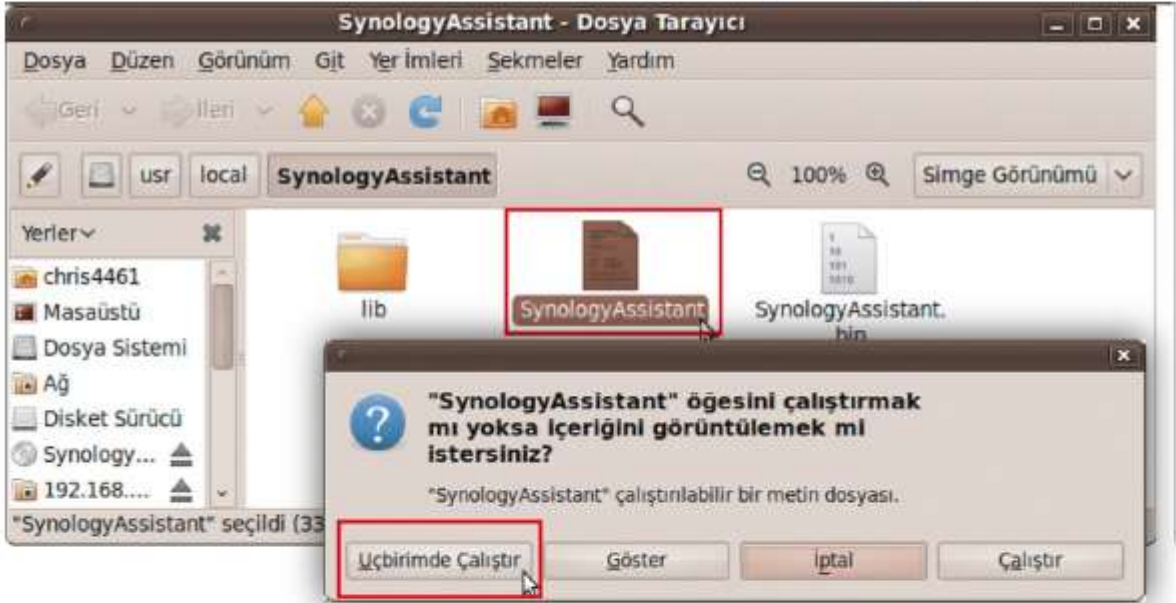 SynologyAssistant - Dosya Tarayıcı
Dosya Düzen Görünüm Git Yer İmleri Sekmeler Yardım
Geri İleri
usr local SynologyAssistant 100% Simge Görünümü
Yerler
chris4461
Masaüstü
Dosya Sistemi
Ağ
Disket Sürücü
Synology...
192.168....
lib
SynologyAssistant
SynologyAssistant.
bin
"SynologyAssistant" seçildi (33
"SynologyAssistant" öğesini çalıştırmak
mı yoksa içeriğini görüntülemek mi
istersiniz?
"SynologyAssistant" çalıştırılabilir bir metin dosyası.
Uçbirimde Çalıştır Göster İptal Çalıştır